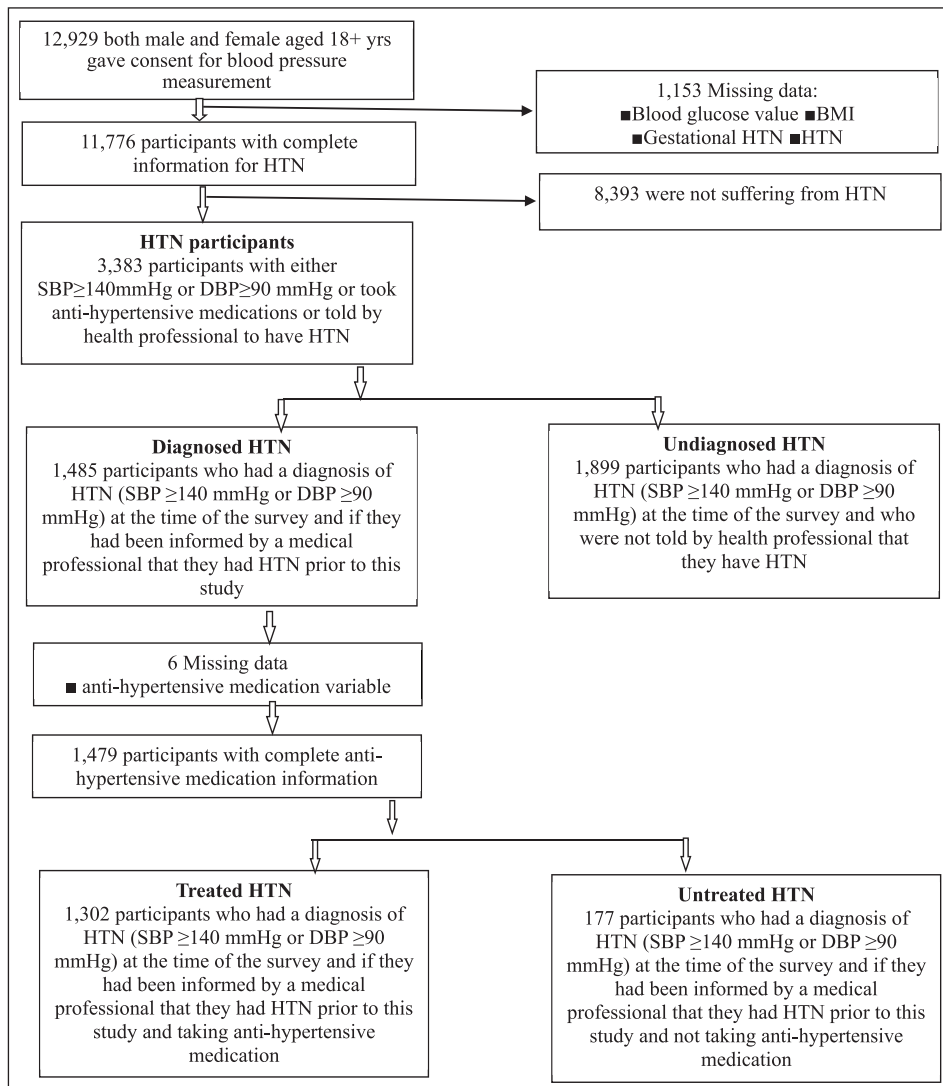 12,929 both male and female aged 18+ yrs
gave consent for blood pressure
measurement
1,153 Missing data:
■Blood glucose value ■BMI
■Gestational HTN ■HTN
11,776 participants with complete
information for HTN
8,393 were not suffering from HTN
HTN participants
3,383 participants with either
SBP≥140mmHg or DBP≥90 mmHg or took
anti-hypertensive medications or told by
health professional to have HTN
Diagnosed HTN
1,485 participants who had a diagnosis of
HTN (SBP ≥140 mmHg or DBP ≥90
mmHg) at the time of the survey and if they
had been informed by a medical
professional that they had HTN prior to this
study
Undiagnosed HTN
1,899 participants who had a diagnosis of
HTN (SBP ≥140 mmHg or DBP ≥90
mmHg) at the time of the survey and who
were not told by health professional that
they have HTN
6 Missing data
■ anti-hypertensive medication variable
1,479 participants with complete anti-
hypertensive medication information
Treated HTN
1,302 participants who had a diagnosis of
HTN (SBP ≥140 mmHg or DBP ≥90
mmHg) at the time of the survey and if they
had been informed by a medical
professional that they had HTN prior to this
study and taking anti-hypertensive
medication
Untreated HTN
177 participants who had a diagnosis of
HTN (SBP ≥140 mmHg or DBP ≥90
mmHg) at the time of the survey and if they
had been informed by a medical
professional that they had HTN prior to this
study and not taking anti-hypertensive
medication